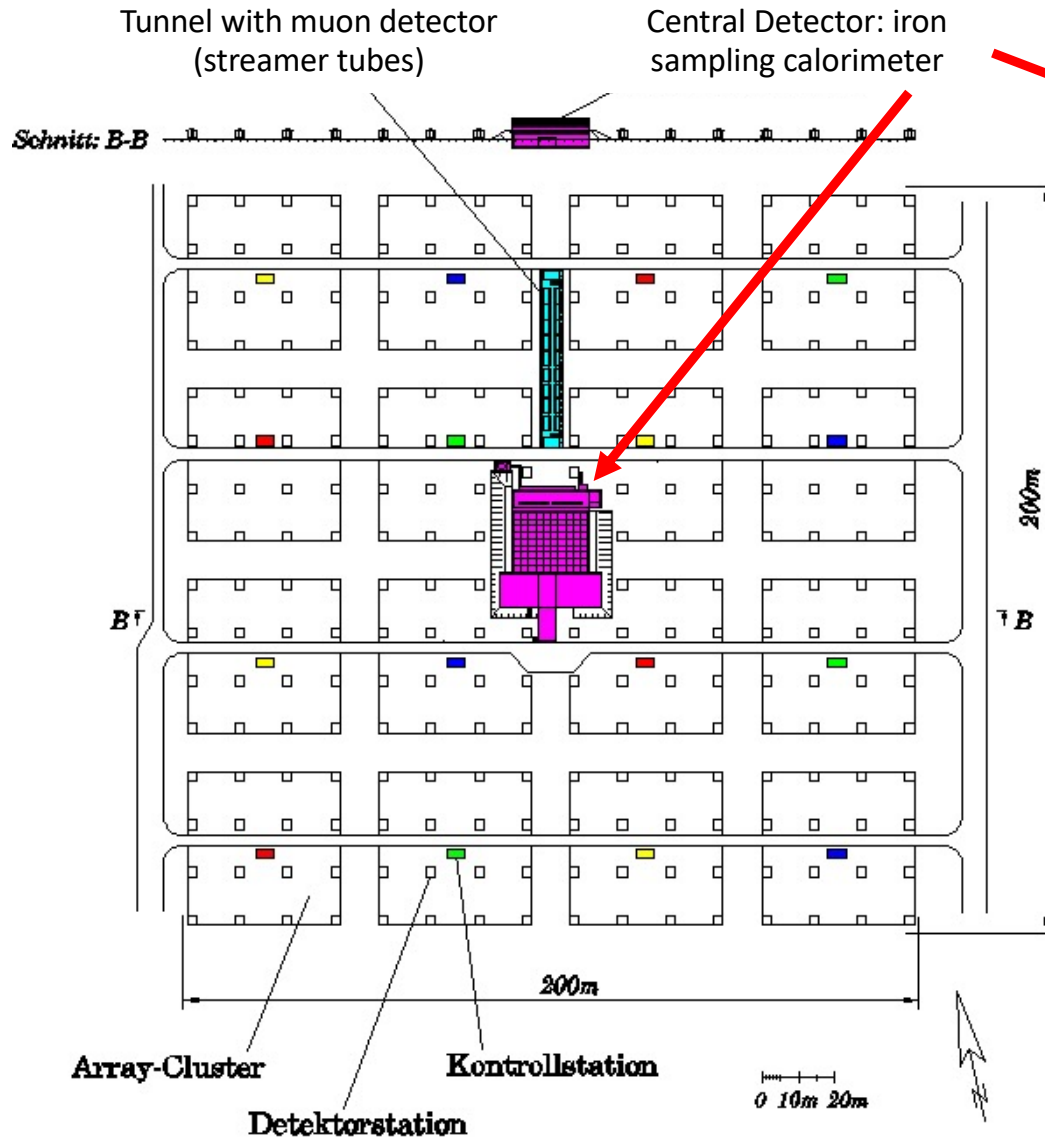 Tunnel with muon detector
(streamer tubes)
Central Detector: iron
sampling calorimeter
Schnitt: B-B
200m
B
B
200m
Array-Cluster
Kontrollstation
Detektorstation
0 10m 20m